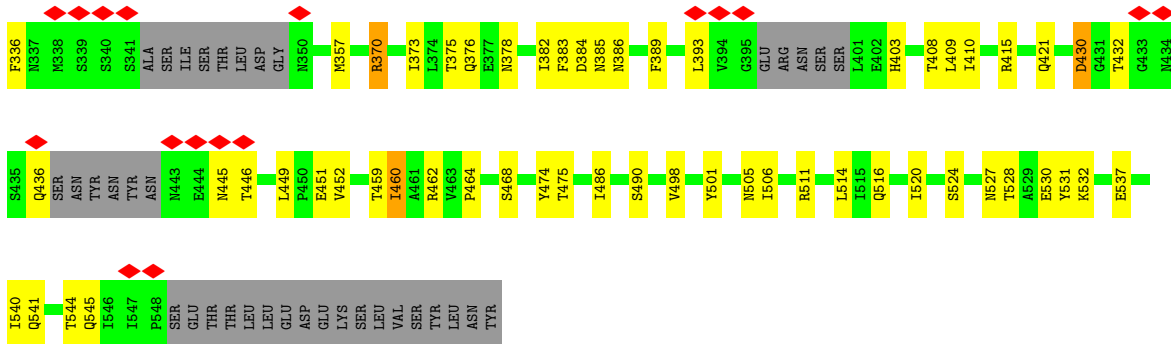 F336 N337 M338 S339 S340 S341 ALA SER ILE SER THR LEU ASP GLY N350 M357 R370 I373 L374 T375 Q376 E377 N378 I382 F383 D384 N385 N386 F389 L393 V394 G395 GLU ARG ASN SER SER L401 E402 H403 T408 L409 I410 R415 Q421 D430 G431 T432 G433 N434
S435 Q436 SER ASN TYR ASN TYR ASN N443 E444 N445 T446 L449 P450 E451 V452 T459 I460 A461 R462 V463 P464 S468 Y474 T475 I486 S490 V498 Y501 N505 I506 R511 L514 I515 Q516 I520 S524 N527 T528 A529 E530 Y531 K532 E537
I540 Q541 T544 Q545 I546 I547 P548 SER GLU THR THR LEU LEU GLU ASP GLU LYS SER LEU VAL SER TYR LEU ASN TYR